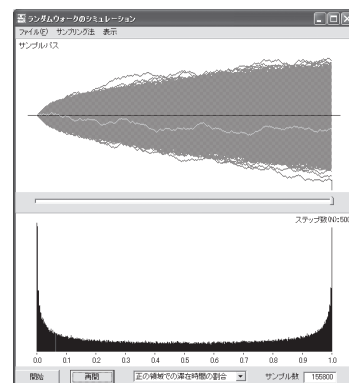 ランダムウォークのシミュレーション
ファイル(F) サンプリング法 表示
サンプルパス
ステップ数(N):500
0.0 0.1 0.2 0.3 0.4 0.5 0.6 0.7 0.8 0.9 1.0
開始 再開 正の領域での滞在時間の割合 サンプル数 155800